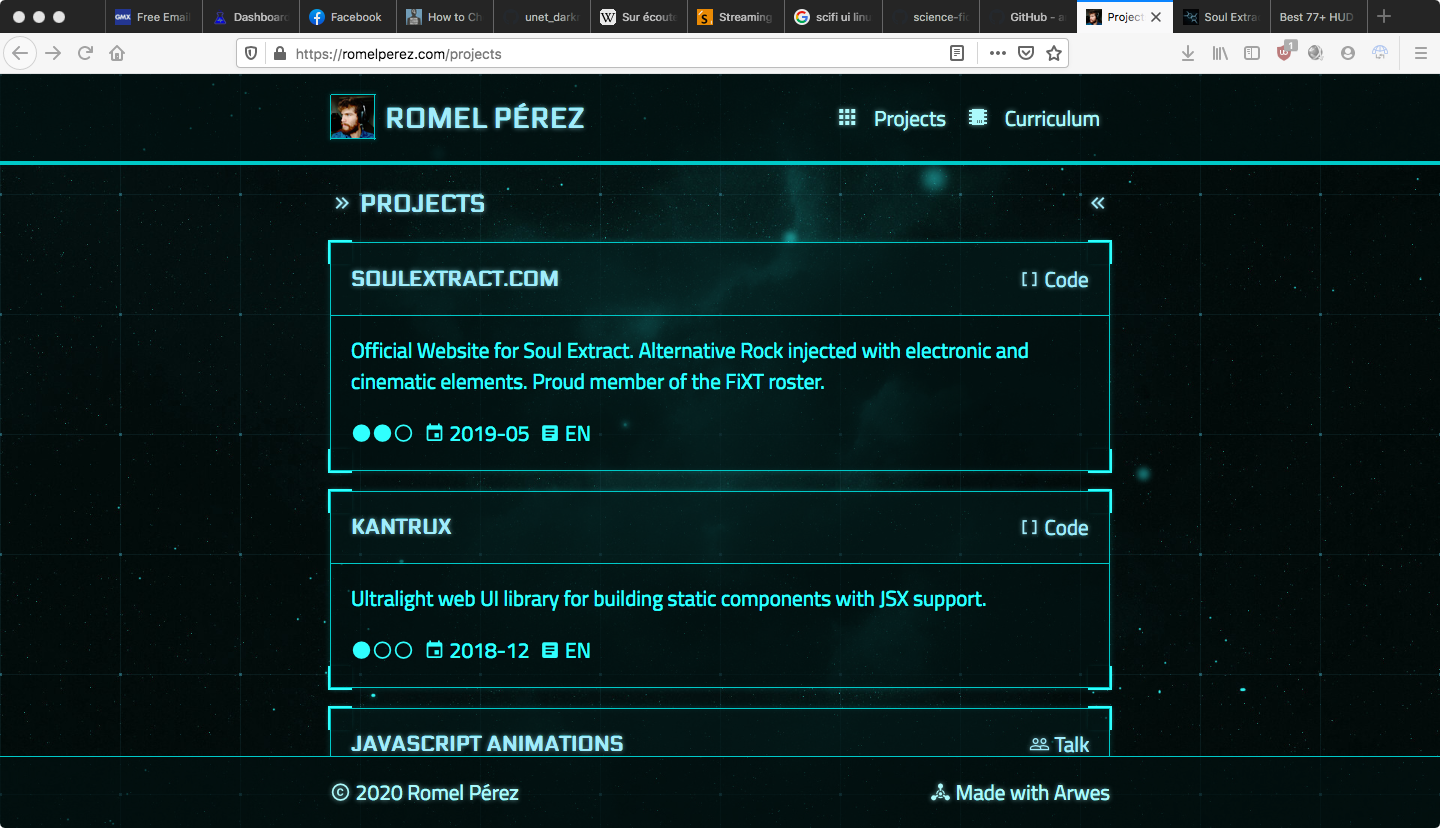 GMX Free Email
Dashboard
Facebook
How to Ch
unet_dark
W Sur écoute
S Streaming
G scifi ui linu
science-fic
GitHub - a
Project
Soul Extra
Best 77+ HUD
https://romelperez.com/projects
1
ROMEL PÉREZ
Projects
Curriculum
PROJECTS
SOULEXTRACT.COM
Code
Official Website for Soul Extract. Alternative Rock injected with electronic and
cinematic elements. Proud member of the FiXT roster.
2019-05 EN
KANTRUX
Code
Ultralight web UI library for building static components with JSX support.
2018-12 EN
JAVASCRIPT ANIMATIONS
Talk
© 2020 Romel Pérez
Made with Arwes